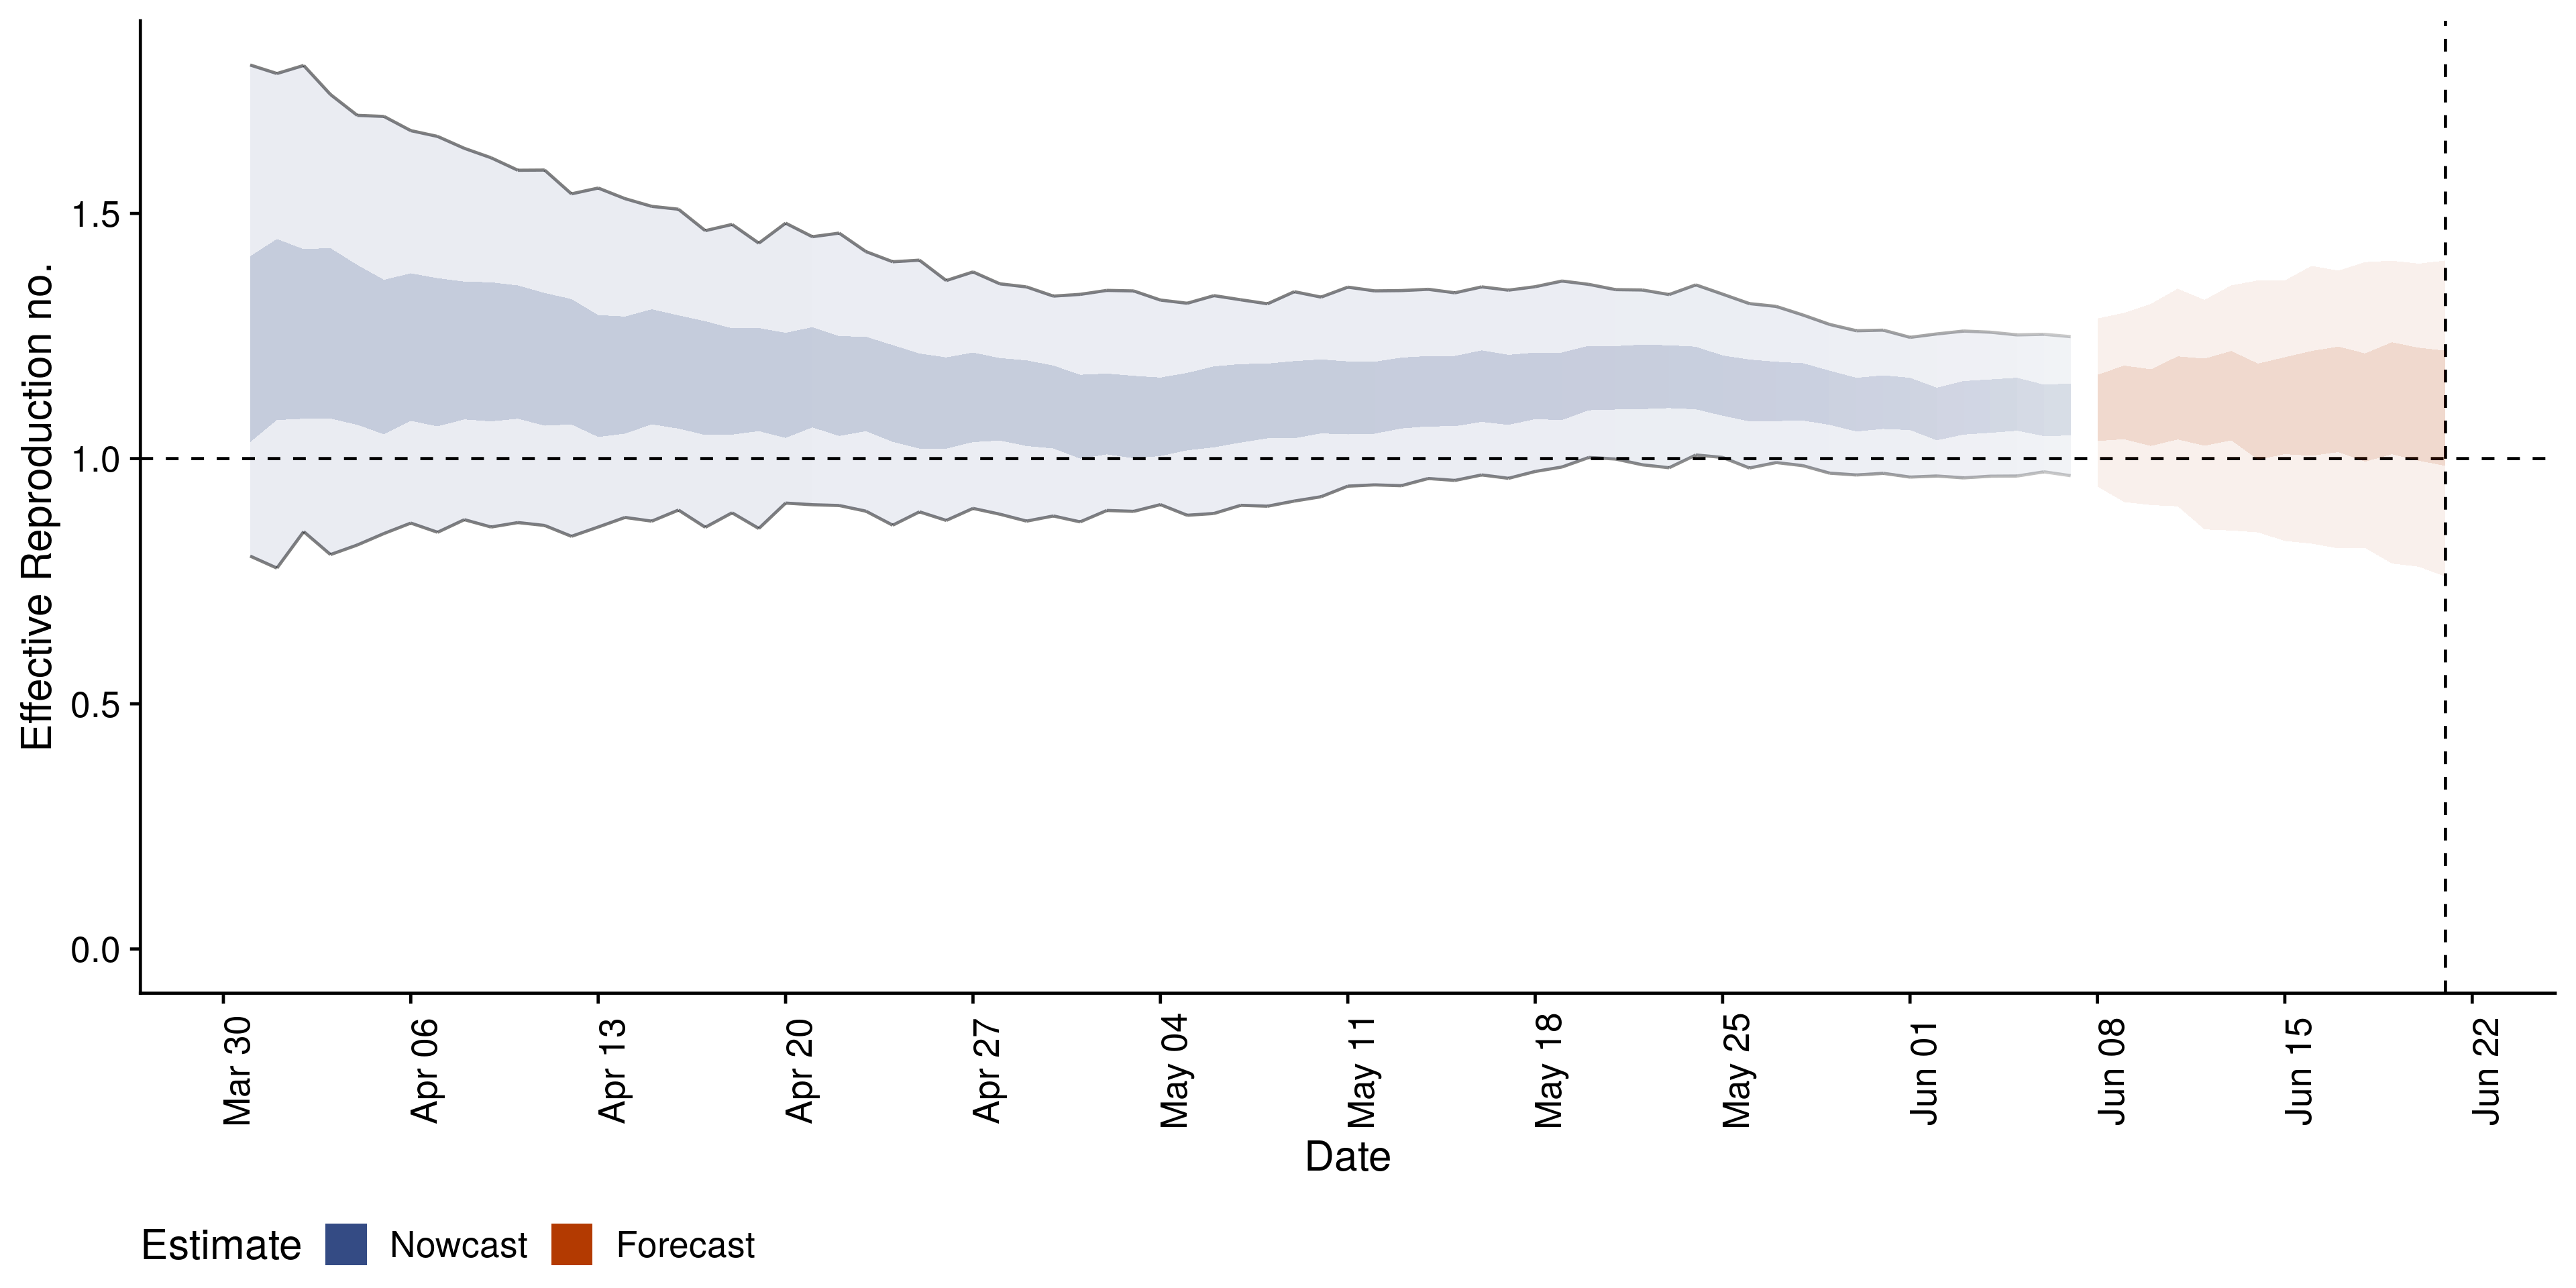 Effective Reproduction no.
1.5
1.0
0.5
0.0
Mar 30
Apr 06
Apr 13
Apr 20
Apr 27
May 04
May 11
May 18
May 25
Jun 01
Jun 08
Jun 15
Jun 22
Date
Estimate Nowcast Forecast